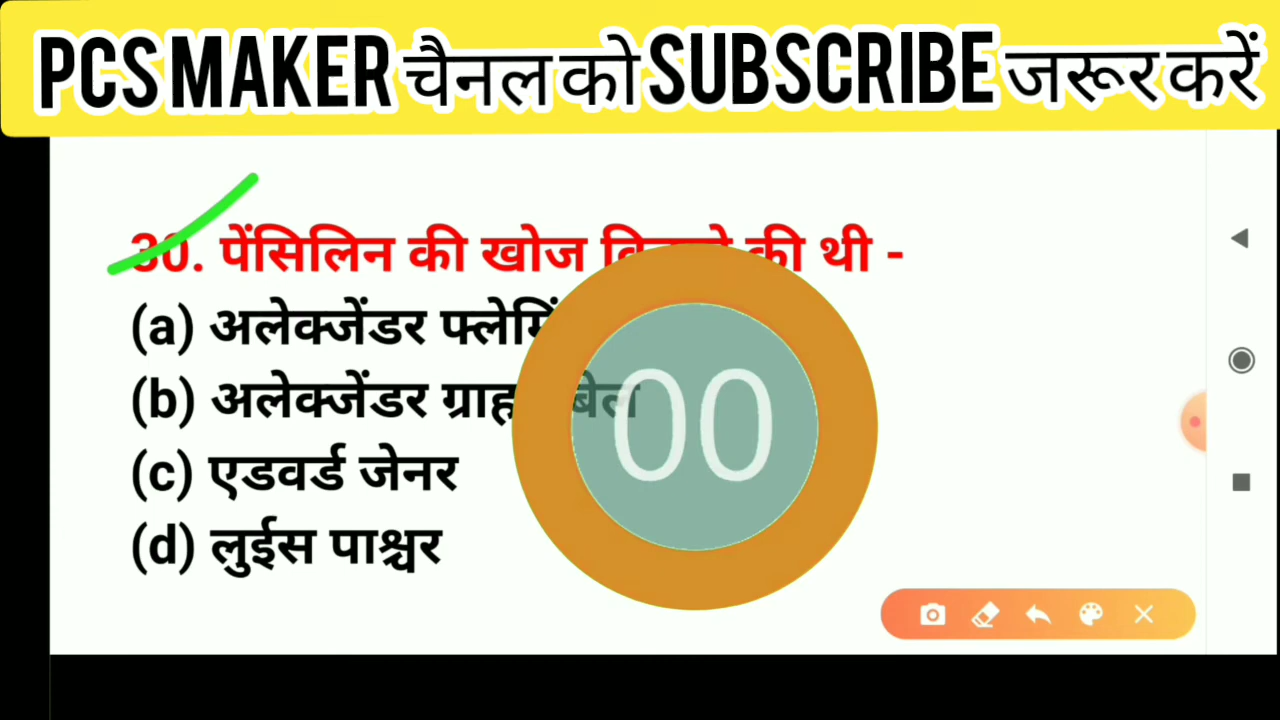 PCS MAKER चैनल को SUBSCRIBE जरूर करें
30. पेंसिलिन की खोज की थी -
(a) अलेक्जेंडर
(b) अलेक्जेंडर बेल
(c) एडवर्ड जेनर
(d) लुईस पाश्चर
00